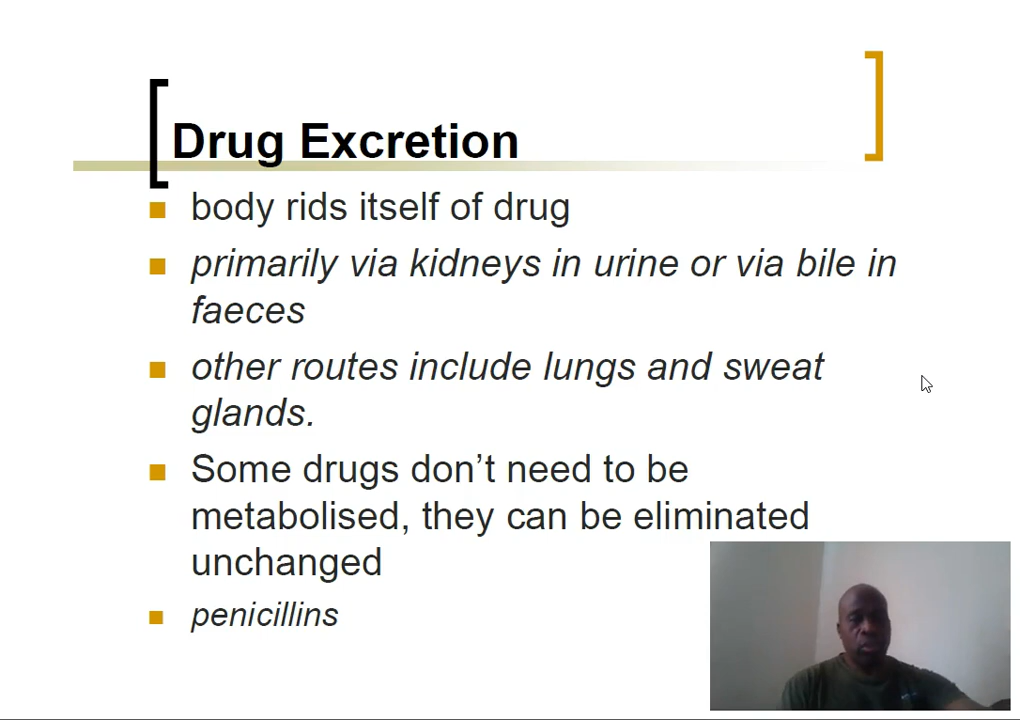 Drug Excretion
body rids itself of drug
primarily via kidneys in urine or via bile in
faeces
other routes include lungs and sweat
glands.
Some drugs don’t need to be
metabolised, they can be eliminated
unchanged
penicillins